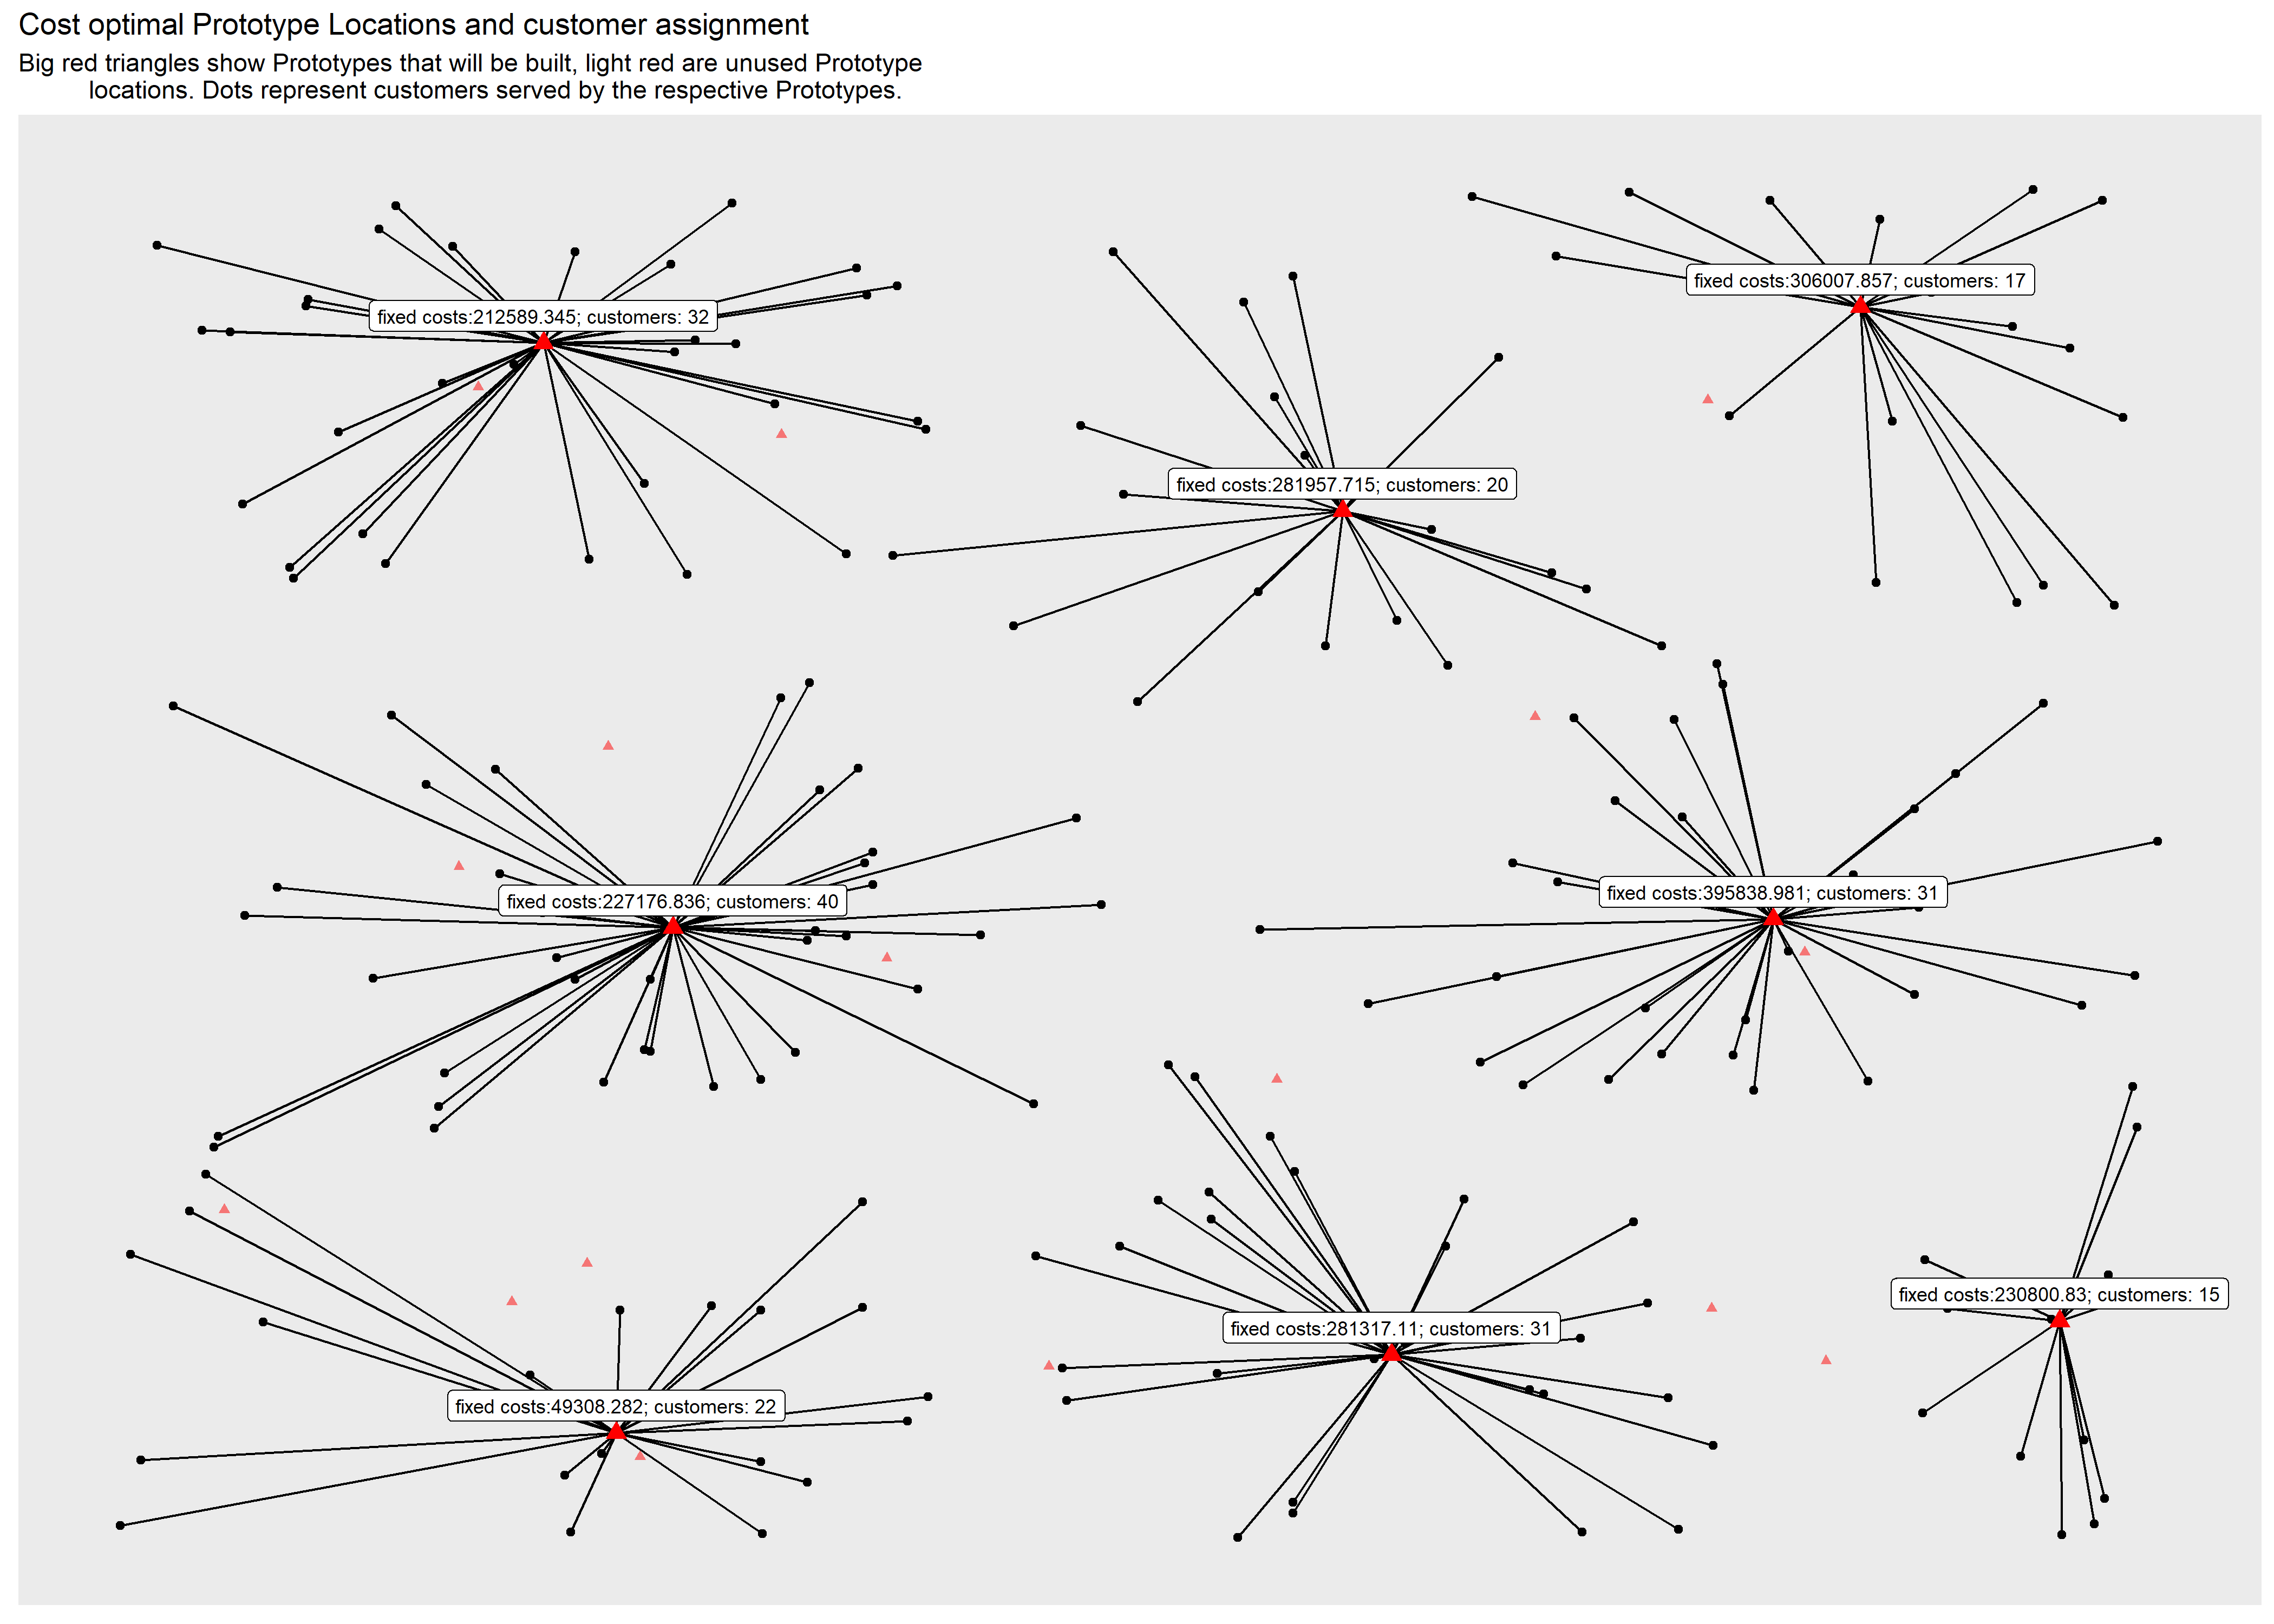 Cost optimal Prototype Locations and customer assignment
Big red triangles show Prototypes that will be built, light red are unused Prototype
locations. Dots represent customers served by the respective Prototypes.
fixed costs:306007.857; customers: 17
fixed costs:212589.345; customers: 32
fixed costs:281957.715; customers: 20
fixed costs:395838.981; customers: 31
fixed costs:227176.836; customers: 40
fixed costs:230800.83; customers: 15
fixed costs:281317.11; customers: 31
fixed costs:49308.282; customers: 22